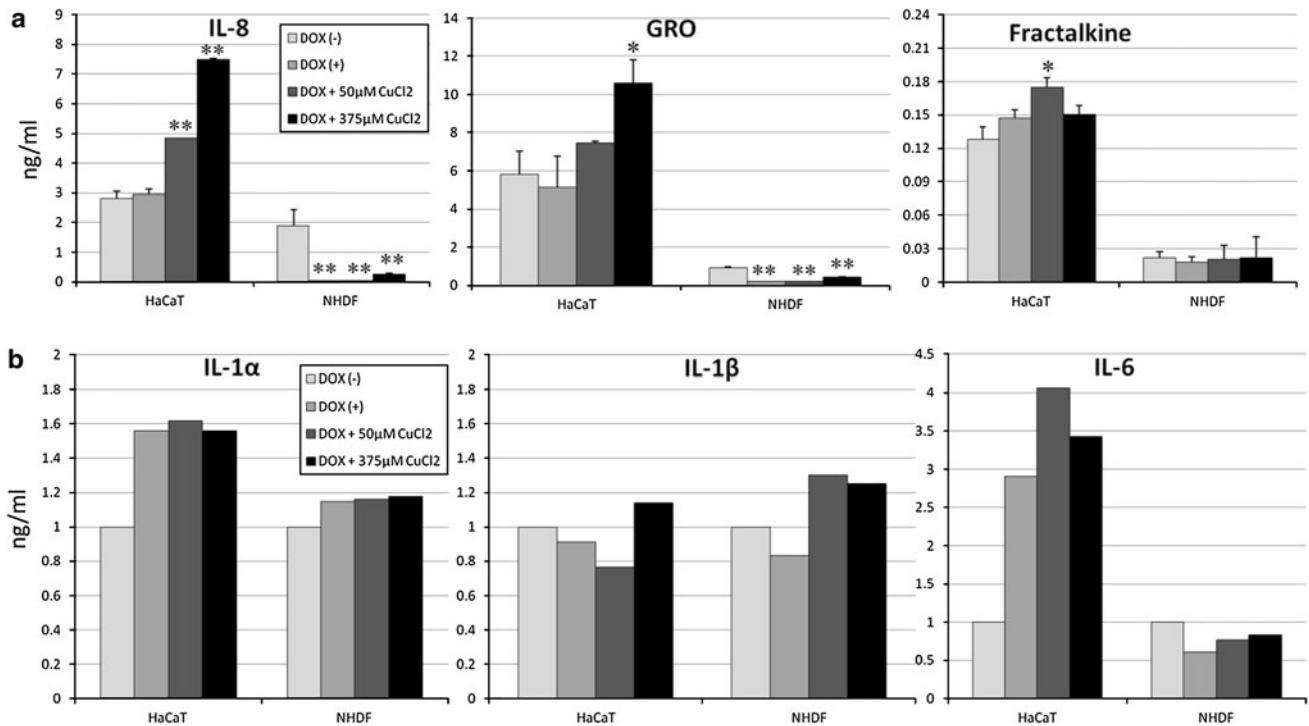 a
IL-8
GRO
Fractalkine
ng/ml
9
8
7
6
5
4
3
2
1
0
DOX (-)
DOX (+)
DOX + 50µM CuCl2
DOX + 375µM CuCl2
**
**
** ** **
HaCaT
NHDF
14
12
10
8
6
4
2
0
*
** ** **
HaCaT
NHDF
0.24
0.21
0.18
0.15
0.12
0.09
0.06
0.03
0
*
HaCaT
NHDF
b
IL-1α
IL-1β
IL-6
ng/ml
2
1.8
1.6
1.4
1.2
1
0.8
0.6
0.4
0.2
0
DOX (-)
DOX (+)
DOX + 50µM CuCl2
DOX + 375µM CuCl2
HaCaT
NHDF
2
1.8
1.6
1.4
1.2
1
0.8
0.6
0.4
0.2
0
HaCaT
NHDF
4.5
4
3.5
3
2.5
2
1.5
1
0.5
0
HaCaT
NHDF